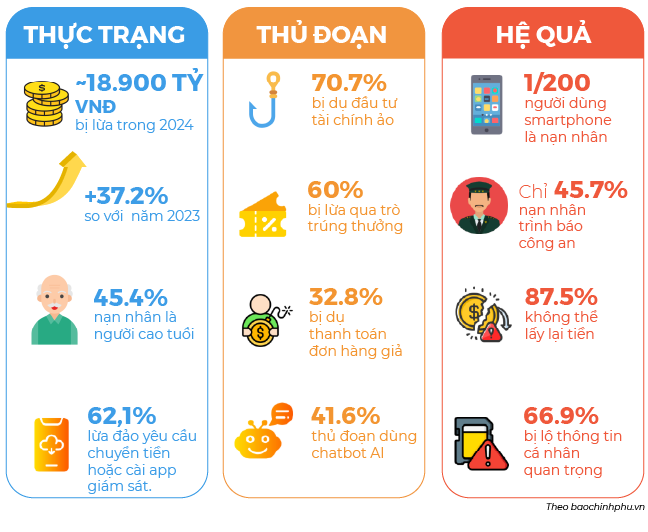 THỰC TRẠNG
~18.900 TỶ
VNĐ
bị lừa trong 2024
+37.2%
so với năm 2023
45.4%
nạn nhân là
người cao tuổi
62,1%
lừa đảo yêu cầu
chuyển tiền
hoặc cài app
giám sát.
THỦ ĐOẠN
70.7%
bị dụ đầu tư
tài chính ảo
60%
bị lừa qua trò
trúng thưởng
32.8%
bị dụ
thanh toán
đơn hàng giả
41.6%
thủ đoạn dùng
chatbot AI
HỆ QUẢ
1/200
người dùng
smartphone
là nạn nhân
Chỉ 45.7%
nạn nhân
trình báo
công an
87.5%
không thể
lấy lại tiền
66.9%
bị lộ thông tin
cá nhân
quan trọng
Theo baochinhphu.vn